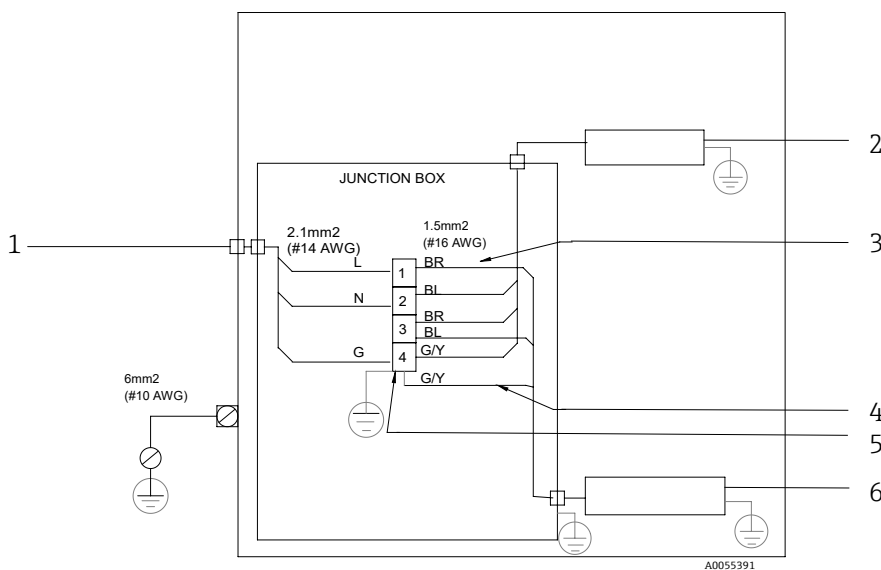 JUNCTION BOX
2.1mm2
(#14 AWG)
1.5mm2
(#16 AWG)
L
N
G
1
2
3
4
BR
BL
BR
BL
G/Y
G/Y
6mm2
(#10 AWG)
1
2
3
4
5
6
A0055391